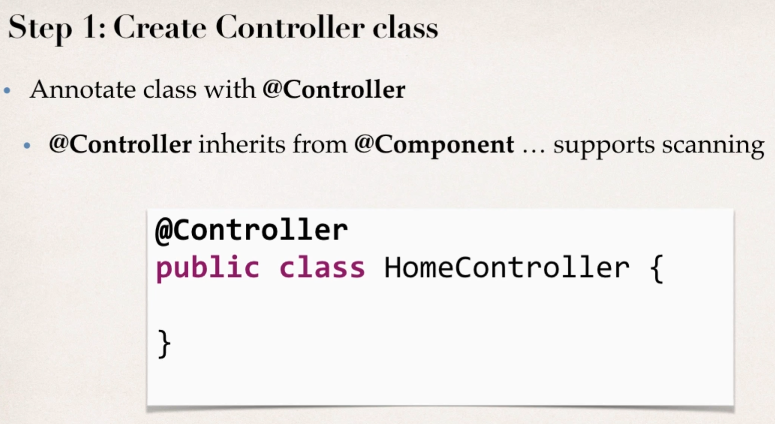 Step 1: Create Controller class
• Annotate class with @Controller
• @Controller inherits from @Component … supports scanning
@Controller
public class HomeController {
}